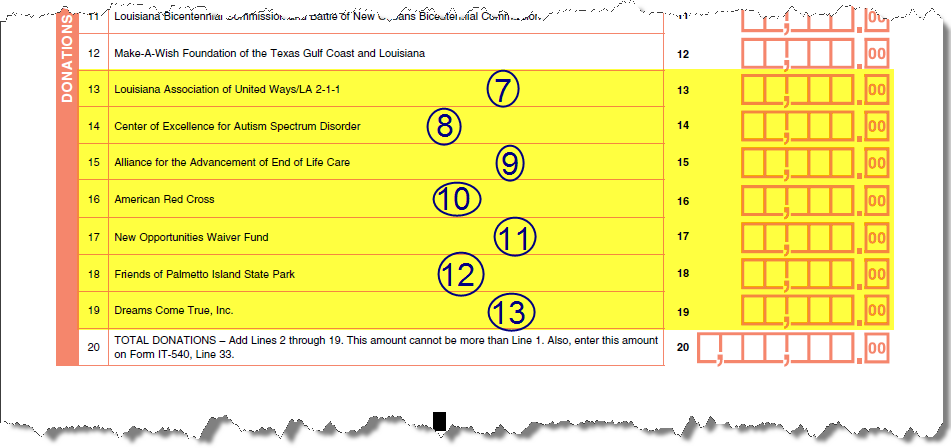 DONATIONS
11 Louisiana Bicentennial Commission and Battle of New Orleans Bicentennial Commission 11 00
12 Make-A-Wish Foundation of the Texas Gulf Coast and Louisiana 12 , .00
13 Louisiana Association of United Ways/LA 2-1-1 7 13 , .00
14 Center of Excellence for Autism Spectrum Disorder 8 14 , .00
15 Alliance for the Advancement of End of Life Care 9 15 , .00
16 American Red Cross 10 16 , .00
17 New Opportunities Waiver Fund 11 17 , .00
18 Friends of Palmetto Island State Park 12 18 , .00
19 Dreams Come True, Inc. 13 19 , .00
20 TOTAL DONATIONS – Add Lines 2 through 19. This amount cannot be more than Line 1. Also, enter this amount
on Form IT-540, Line 33. 20 , , .00